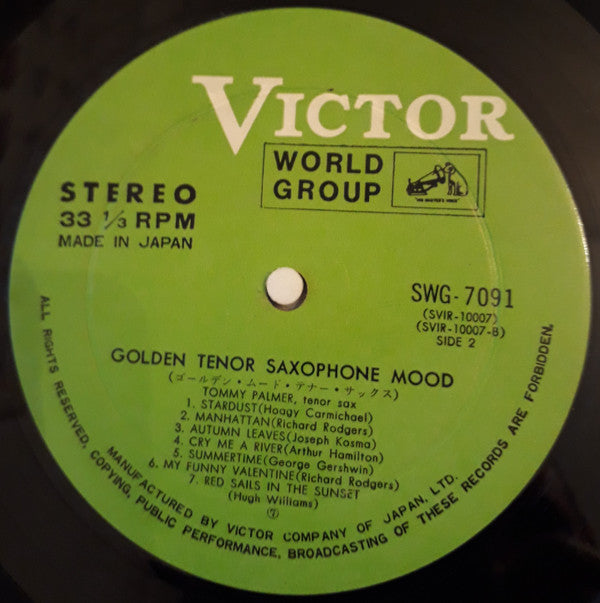 VICTOR
WORLD
GROUP
"HIS MASTER'S VOICE"
STEREO
33 1/3 RPM
MADE IN JAPAN
SWG-7091
(SVIR-10007)
(SVIR-10007-B)
SIDE 2
GOLDEN TENOR SAXOPHONE MOOD
(ゴールデン・ムード・テナー・サックス)
TOMMY PALMER, tenor sax
1. STARDUST(Hoagy Carmichael)
2. MANHATTAN(Richard Rodgers)
3. AUTUMN LEAVES(Joseph Kosma)
4. CRY ME A RIVER(Arthur Hamilton)
5. SUMMERTIME(George Gershwin)
6. MY FUNNY VALENTINE(Richard Rodgers)
7. RED SAILS IN THE SUNSET
(Hugh Williams)
MANUFACTURED BY VICTOR COMPANY OF JAPAN, LTD.
ALL RIGHTS RESERVED, COPYING, PUBLIC PERFORMANCE, BROADCASTING OF THESE RECORDS ARE FORBIDDEN.